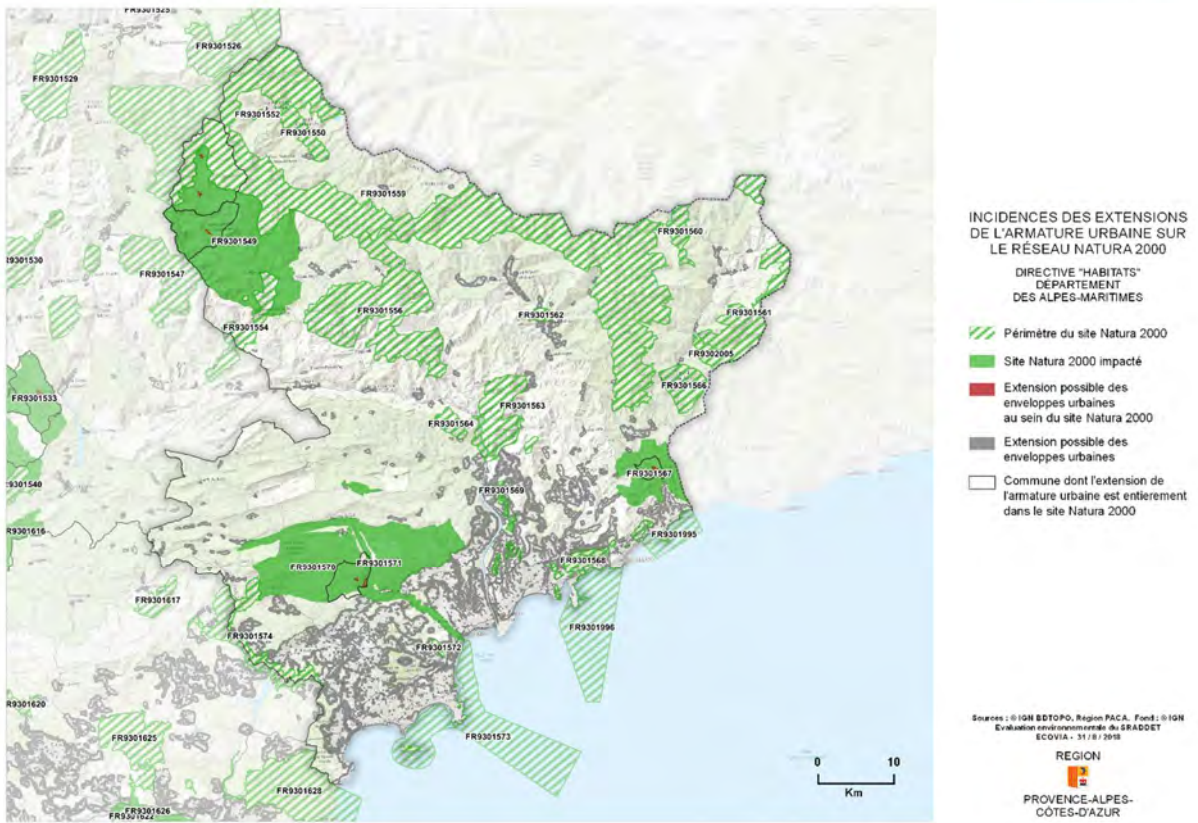 FR9301526
FR9301529
FR9301552
FR9301550
FR9301559
FR9301560
FR9301549
FR9301530
FR9301547
FR9301556
FR9301562
FR9301561
FR9301554
FR9302005
FR9301566
FR9301533
FR9301563
FR9301564
FR9301567
R9301540
FR9301569
R9301616
FR9301995
FR9301568
FR9301570
FR9301571
FR9301617
FR9301996
FR9301574
FR9301572
R9301620
FR9301625
FR9301573
FR9301628
FR9301626
0 10
Km
INCIDENCES DES EXTENSIONS
DE L'ARMATURE URBAINE SUR
LE RÉSEAU NATURA 2000
DIRECTIVE "HABITATS"
DÉPARTEMENT
DES ALPES-MARITIMES
Périmètre du site Natura 2000
Site Natura 2000 impacté
Extension possible des
enveloppes urbaines
au sein du site Natura 2000
Extension possible des
enveloppes urbaines
Commune dont l'extension de
l'armature urbaine est entierement
dans le site Natura 2000
Sources : © IGN BDTOPO, Région PACA. Fond : © IGN
Evaluation environnementale du SRADDET
ECOVIA - 31 / 8 / 2018
REGION
PROVENCE-ALPES-
CÔTES-D'AZUR